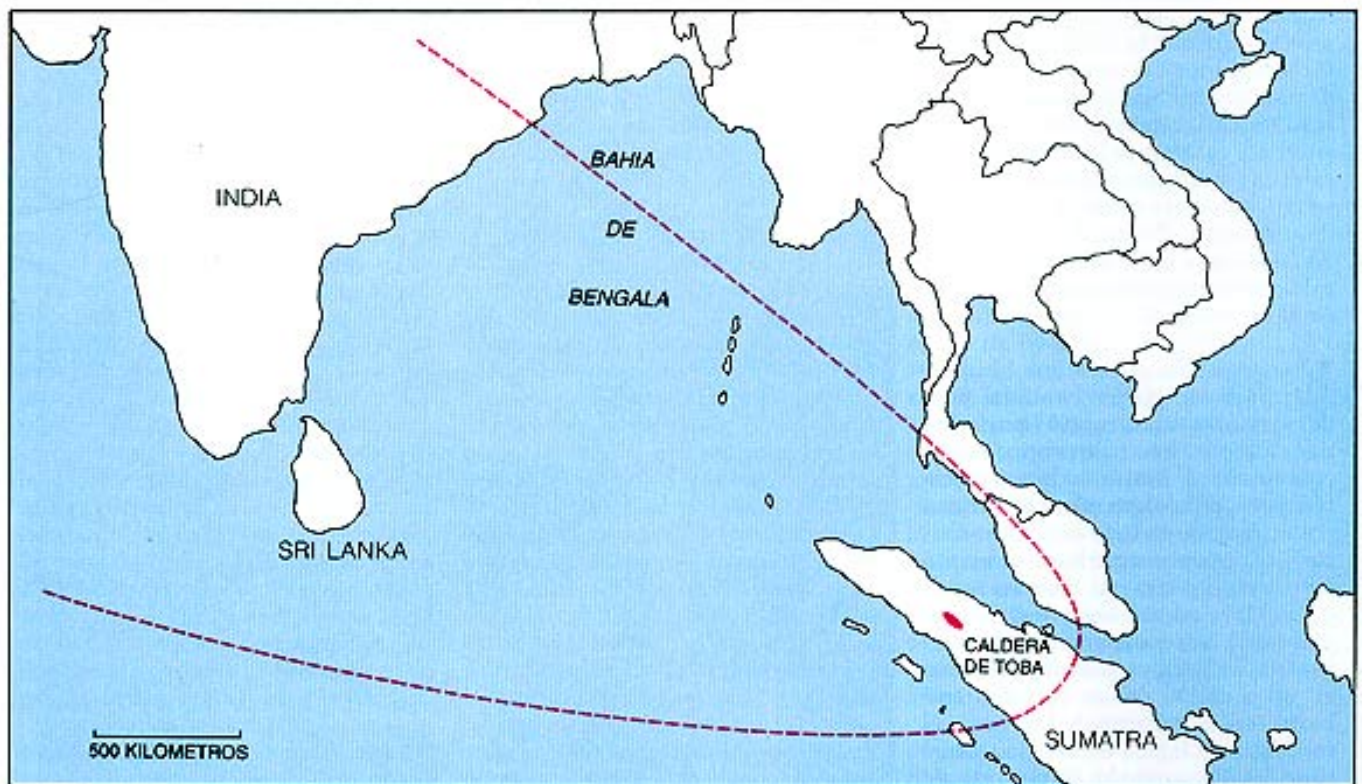 BAHIA
INDIA
DE
BENGALA
SRI LANKA
CALDERA
DE TOBA
500 KILOMETROS
SUMATRA